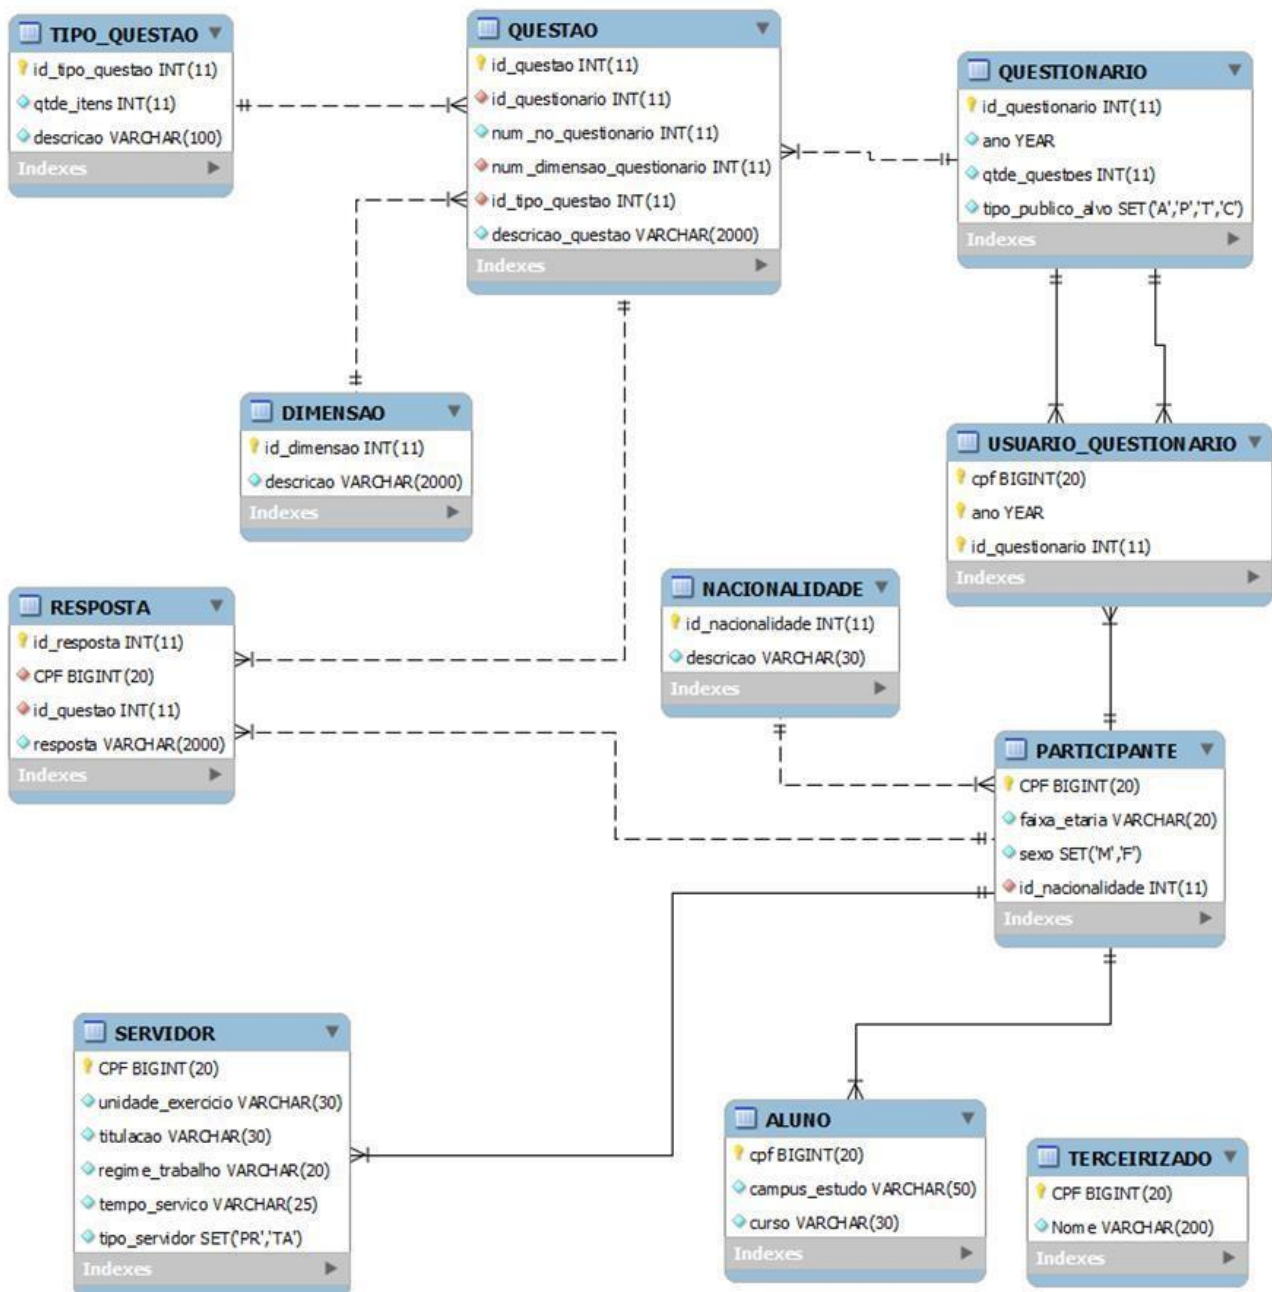 TIPO_QUESTAO
id_tipo_questao INT(11)
qtde_itens INT(11)
descricao VARCHAR(100)
Indexes
QUESTAO
id_questao INT(11)
id_questionario INT(11)
num_no_questionario INT(11)
num_dimensao_questionario INT(11)
id_tipo_questao INT(11)
descricao_questao VARCHAR(2000)
Indexes
QUESTIONARIO
id_questionario INT(11)
ano YEAR
qtde_questoes INT(11)
tipo_publico_alvo SET('A','P','T','C')
Indexes
DIMENSAO
id_dimensao INT(11)
descricao VARCHAR(2000)
Indexes
USUARIO_QUESTIONARIO
cpf BIGINT(20)
ano YEAR
id_questionario INT(11)
Indexes
RESPOSTA
id_resposta INT(11)
CPF BIGINT(20)
id_questao INT(11)
resposta VARCHAR(2000)
Indexes
NACIONALIDADE
id_nacionalidade INT(11)
descricao VARCHAR(30)
Indexes
PARTICIPANTE
CPF BIGINT(20)
faixa_etaria VARCHAR(20)
sexo SET('M','F')
id_nacionalidade INT(11)
Indexes
SERVIDOR
CPF BIGINT(20)
unidade_exercicio VARCHAR(30)
titulacao VARCHAR(30)
regime_trabalho VARCHAR(20)
tempo_servico VARCHAR(25)
tipo_servidor SET('PR','TA')
Indexes
ALUNO
cpf BIGINT(20)
campus_estudo VARCHAR(50)
curso VARCHAR(30)
Indexes
TERCEIRIZADO
CPF BIGINT(20)
Nome VARCHAR(200)
Indexes